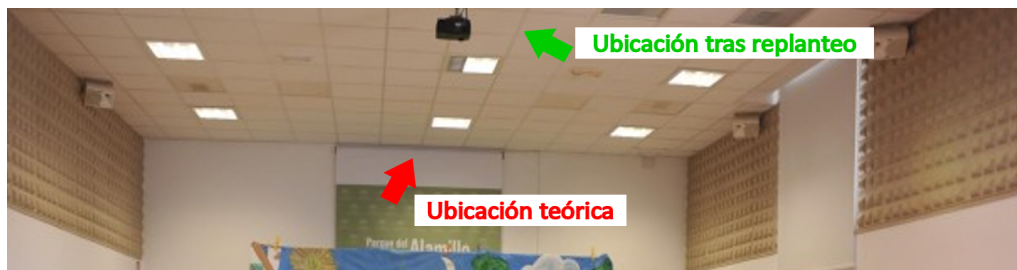 Ubicación tras replanteo
Ubicación teórica
Parque del Alamillo